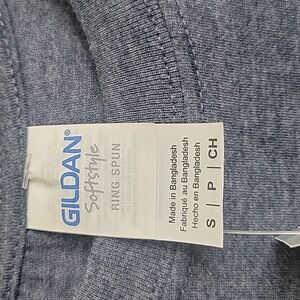 GILDAN®
Softstyle
RING SPUN
Made in Bangladesh
Fabriqué au Bangladesh
Hecho en Bangladesh
S | P | CH